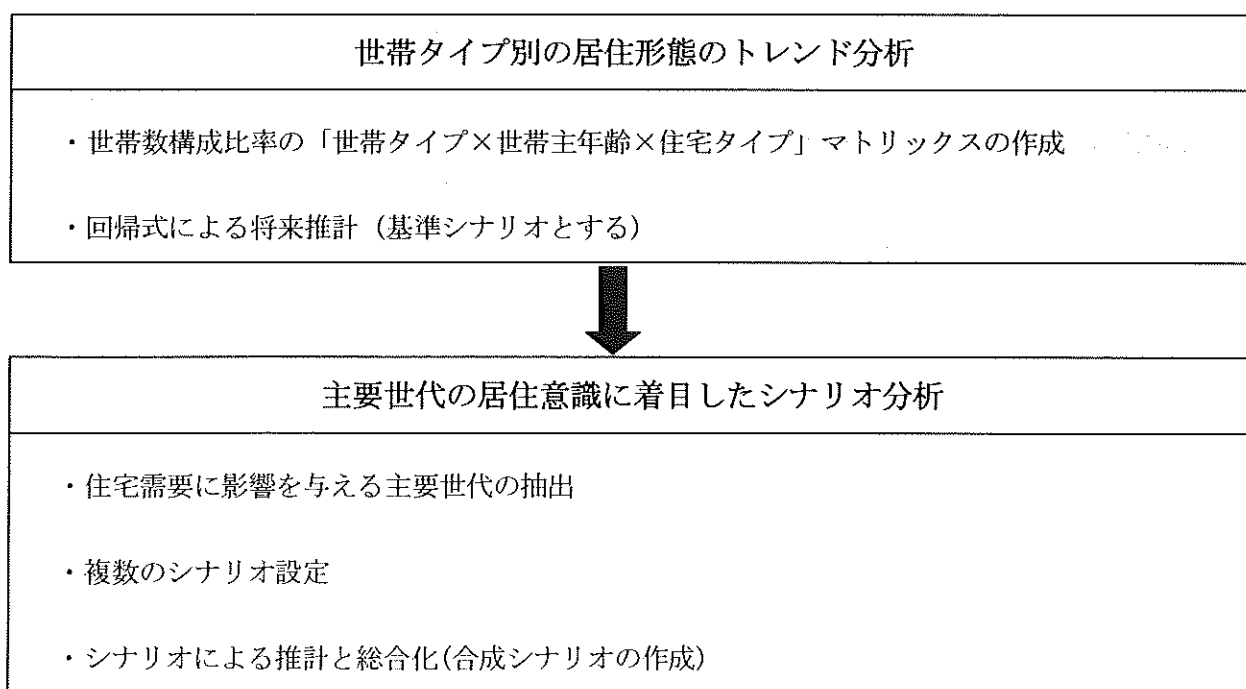 世帯タイプ別の居住形態のトレンド分析
・世帯数構成比率の「世帯タイプ×世帯主年齢×住宅タイプ」マトリックスの作成
・回帰式による将来推計（基準シナリオとする）
主要世代の居住意識に着目したシナリオ分析
・住宅需要に影響を与える主要世代の抽出
・複数のシナリオ設定
・シナリオによる推計と総合化(合成シナリオの作成)